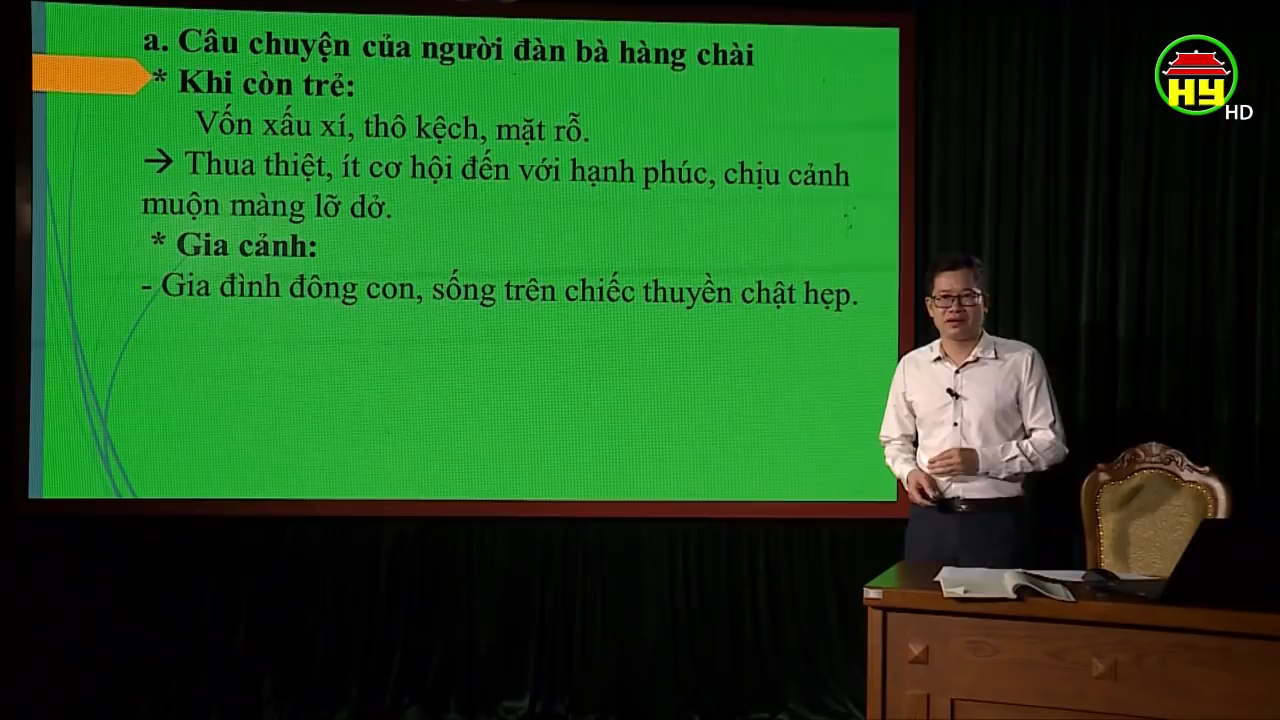 a. Câu chuyện của người đàn bà hàng chài
* Khi còn trẻ:
Vốn xấu xí, thô kệch, mặt rỗ.
→ Thua thiệt, ít cơ hội đến với hạnh phúc, chịu cảnh
muộn màng lỡ dở.
* Gia cảnh:
- Gia đình đông con, sống trên chiếc thuyền chật hẹp.
HY
HD